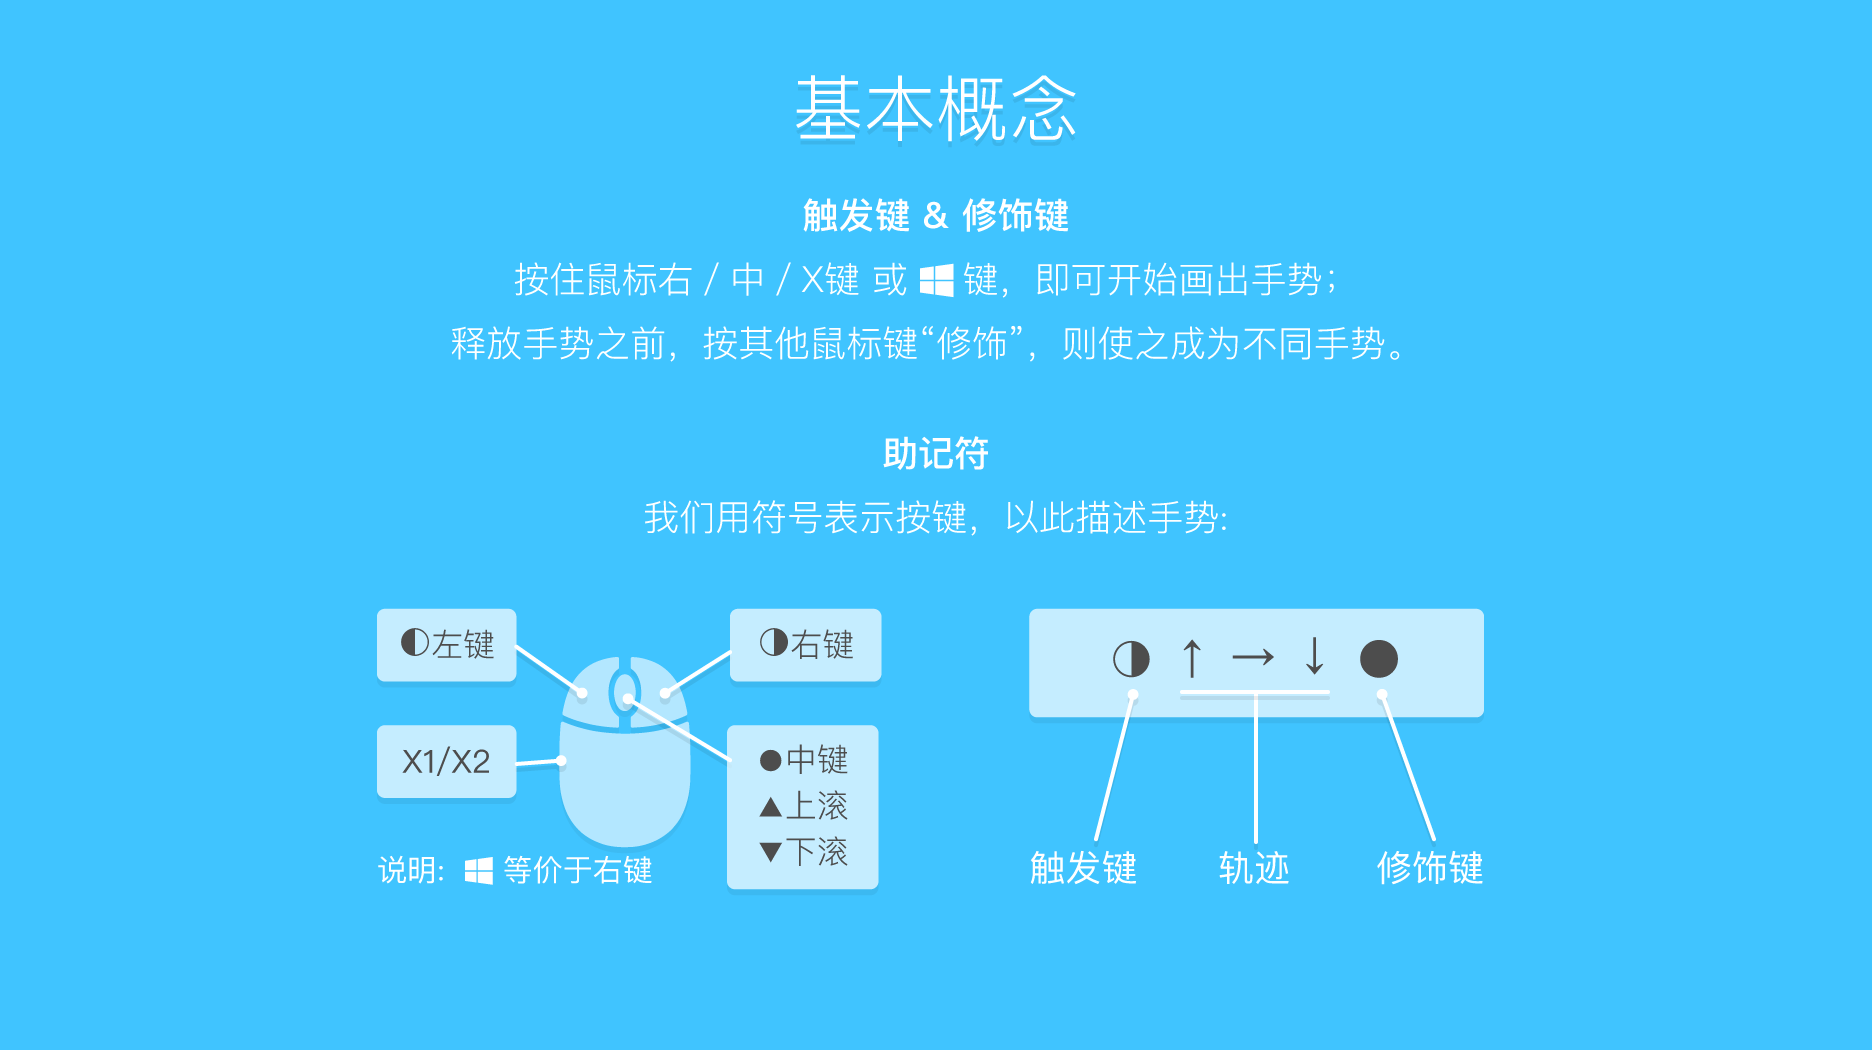 基本概念
触发键 & 修饰键
按住鼠标右 / 中 / X键 或 键，即可开始画出手势；
释放手势之前，按其他鼠标键“修饰”，则使之成为不同手势。
助记符
我们用符号表示按键，以此描述手势:
◐左键
◑右键
X1/X2
●中键
▲上滚
▼下滚
说明: 等价于右键
◑ ↑ → ↓ ●
触发键 轨迹 修饰键